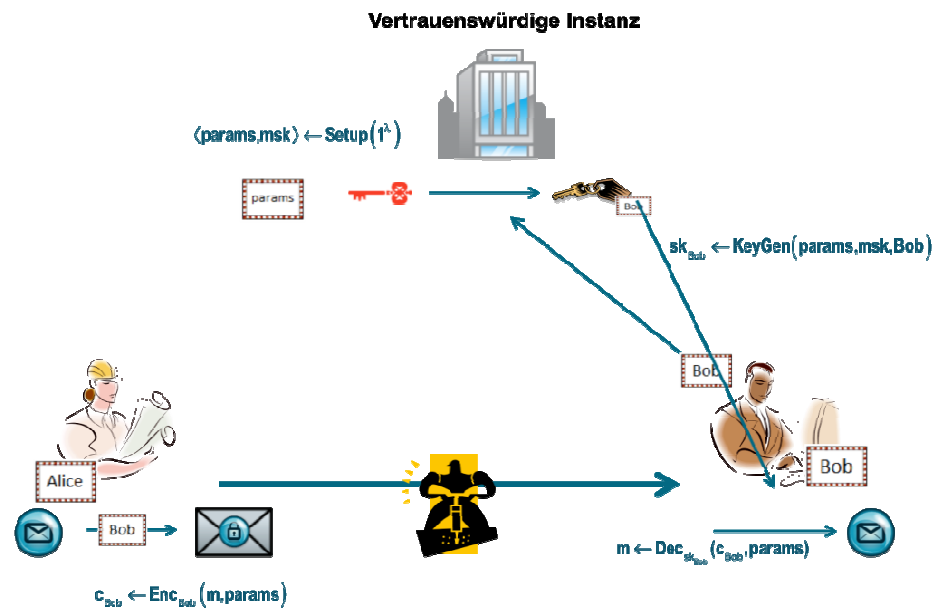 Vertrauenswürdige Instanz
⟨params,msk⟩ ← Setup(1^λ)
params
Bob
sk_Bob ← KeyGen(params,msk,Bob)
Bob
Alice
Bob
Bob
m ← Dec_sk_Bob(c_Bob,params)
c_Bob ← Enc_Bob(m,params)